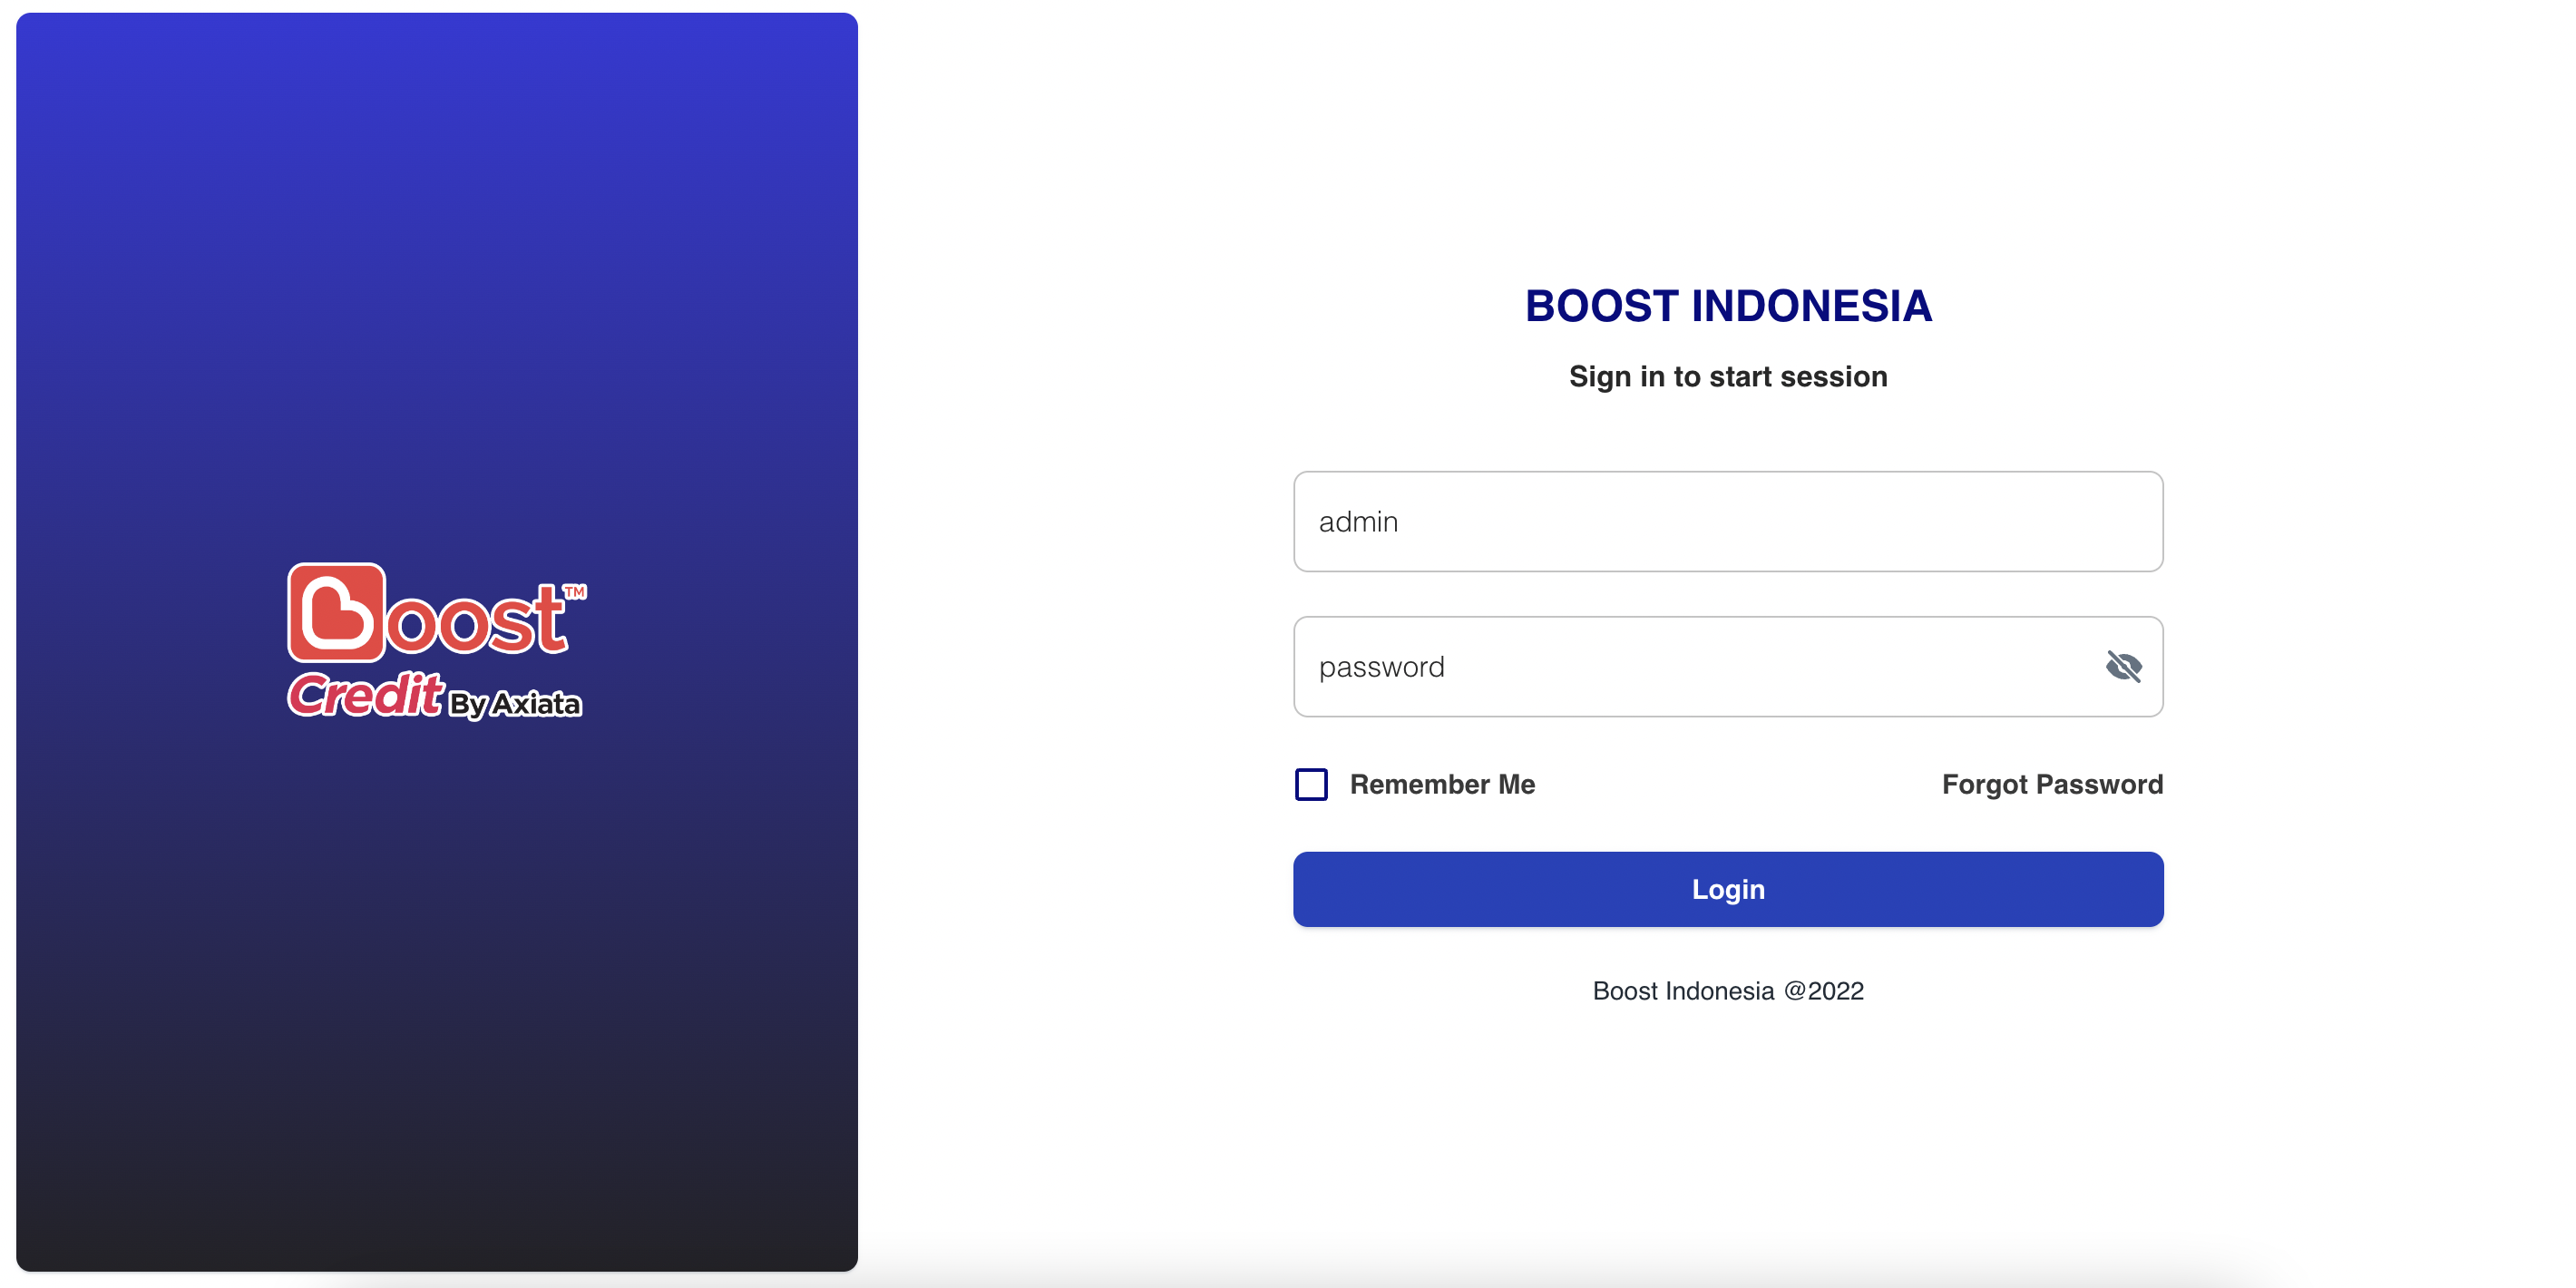 Boost™
Credit By Axiata
BOOST INDONESIA
Sign in to start session
admin
password
Remember Me
Forgot Password
Login
Boost Indonesia @2022